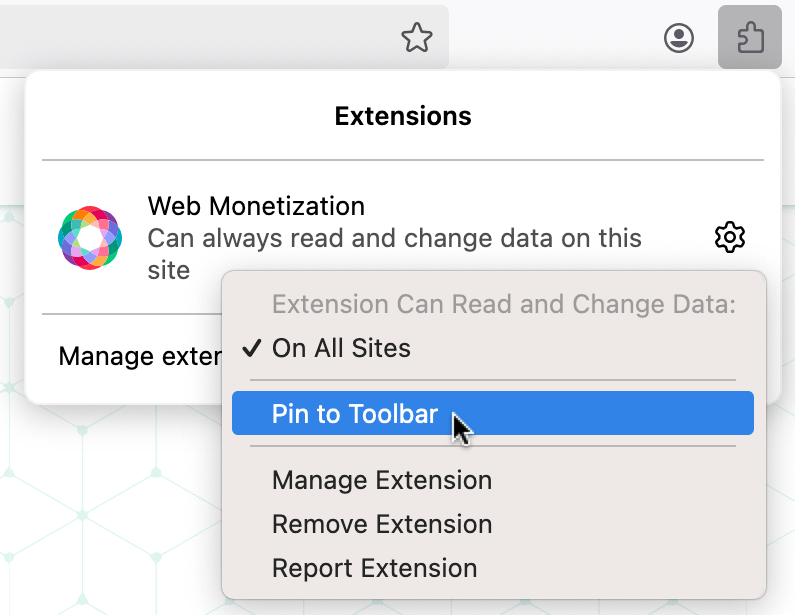 Extensions
Web Monetization
Can always read and change data on this
site
Extension Can Read and Change Data:
✓ On All Sites
Manage exter
Pin to Toolbar
Manage Extension
Remove Extension
Report Extension